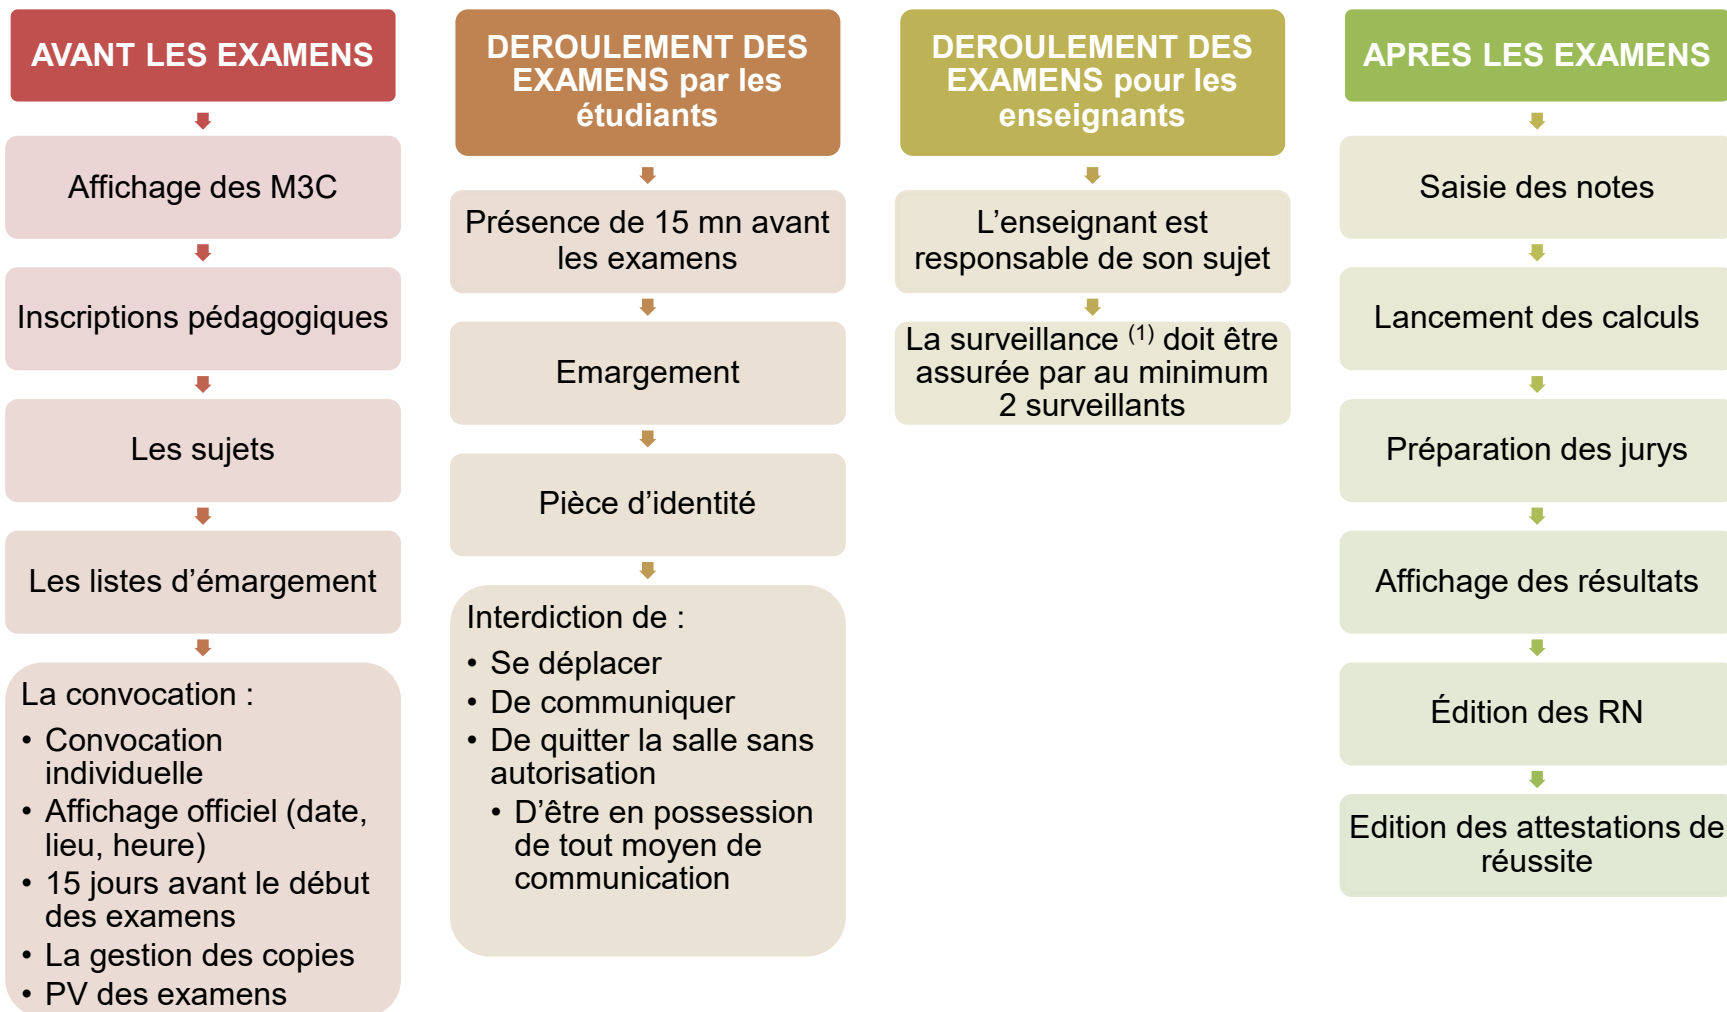 AVANT LES EXAMENS
Affichage des M3C
Inscriptions pédagogiques
Les sujets
Les listes d’émargement
La convocation :
• Convocation
individuelle
• Affichage officiel (date,
lieu, heure)
• 15 jours avant le début
des examens
• La gestion des copies
• PV des examens
DEROULEMENT DES
EXAMENS par les
étudiants
Présence de 15 mn avant
les examens
Emargement
Pièce d’identité
Interdiction de :
• Se déplacer
• De communiquer
• De quitter la salle sans
autorisation
• D’être en possession
de tout moyen de
communication
DEROULEMENT DES
EXAMENS pour les
enseignants
L’enseignant est
responsable de son sujet
La surveillance (1) doit être
assurée par au minimum
2 surveillants
APRES LES EXAMENS
Saisie des notes
Lancement des calculs
Préparation des jurys
Affichage des résultats
Édition des RN
Edition des attestations de
réussite